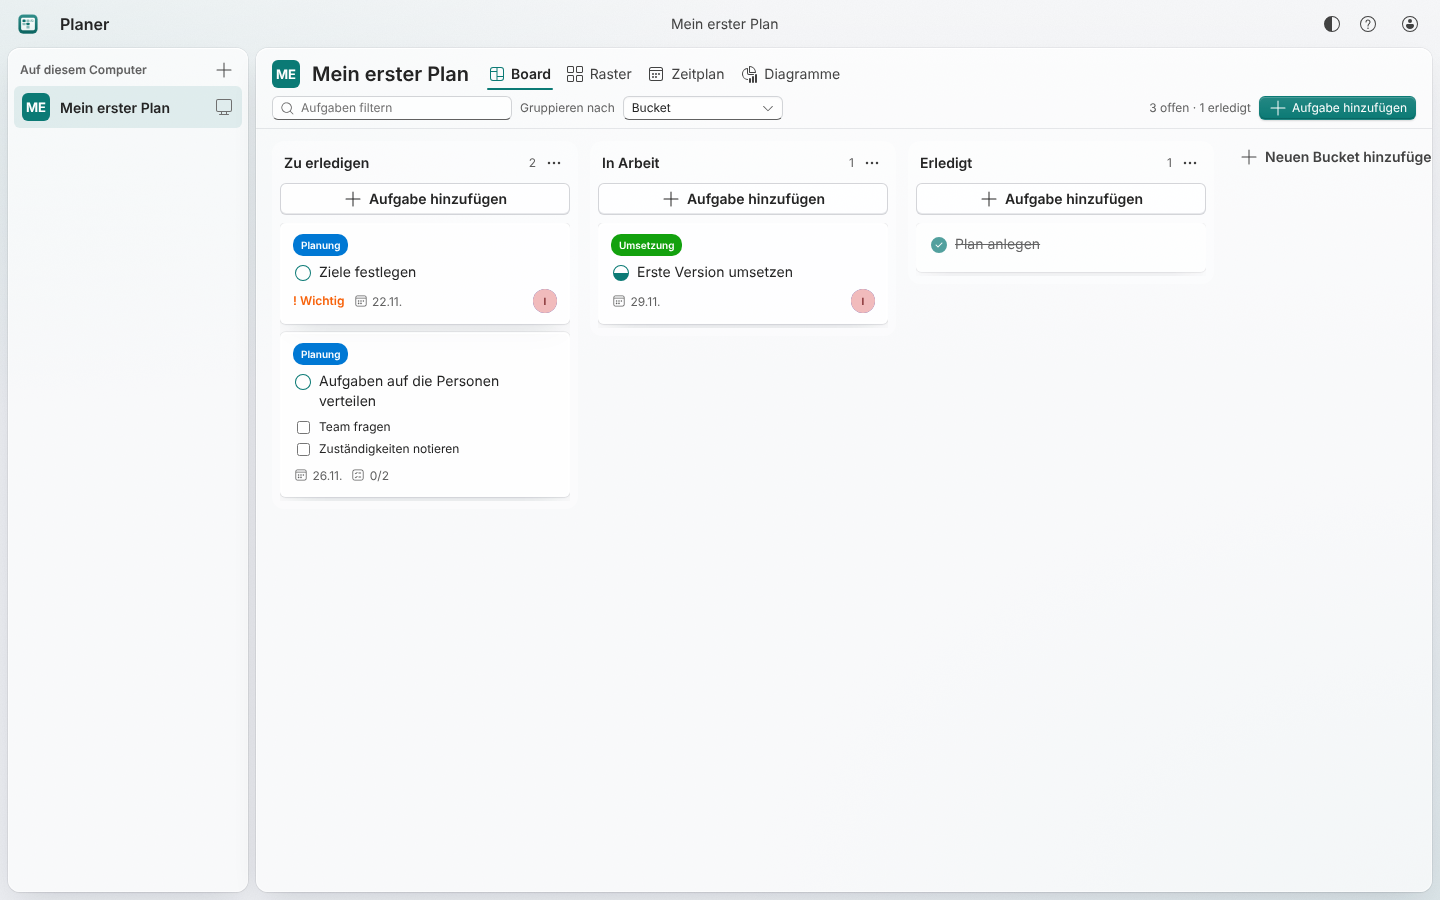 Planer
Mein erster Plan
Auf diesem Computer
ME Mein erster Plan
ME Mein erster Plan
Board
Raster
Zeitplan
Diagramme
Aufgaben filtern
Gruppieren nach
Bucket
3 offen · 1 erledigt
Aufgabe hinzufügen
Zu erledigen 2
Aufgabe hinzufügen
Planung
Ziele festlegen
! Wichtig 22.11. I
Planung
Aufgaben auf die Personen
verteilen
Team fragen
Zuständigkeiten notieren
26.11. 0/2
In Arbeit 1
Aufgabe hinzufügen
Umsetzung
Erste Version umsetzen
29.11. I
Erledigt 1
Aufgabe hinzufügen
Plan anlegen
Neuen Bucket hinzufüge